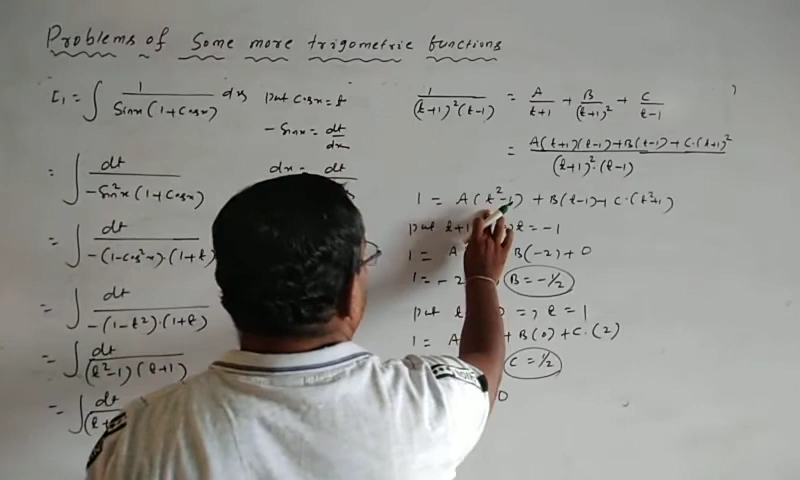 Problems of Some more trigometric functions
I₁ = ∫ 1 / Sinx (1+Cosx) dx put Cosx = t
-Sinx = dt/dx
= ∫ dt / -Sin²x (1+Cosx) dx = dt
= ∫ dt / -(1-Cos²x)·(1+t)
= ∫ dt / -(1-t²)·(1+t)
= ∫ dt / (t²-1)(t+1)
= ∫ dt / (t+
1 / (t+1)²(t-1) = A / t+1 + B / (t+1)² + C / t-1
= A(t+1)(t-1)+B(t-1)+C·(t+1)² / (t+1)²·(t-1)
1 = A(t²-1) + B(t-1)+C·(t²+1)
put t+1 t = -1
1 = A B(-2)+0
1 = -2 B = -1/2
put t 0 =, t = 1
1 = A +B(0)+C·(2)
C = 1/2
0